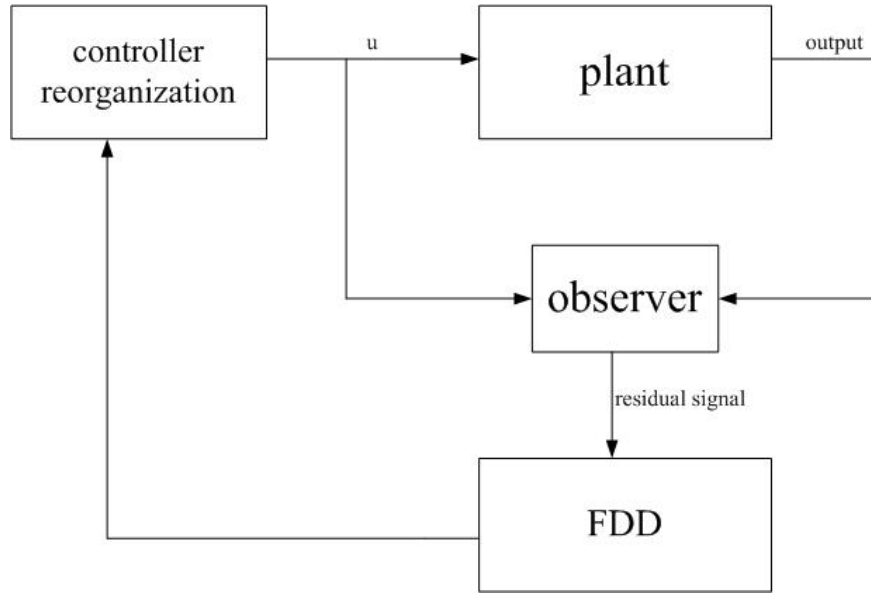 controller
reorganization
u
plant
output
observer
residual signal
FDD